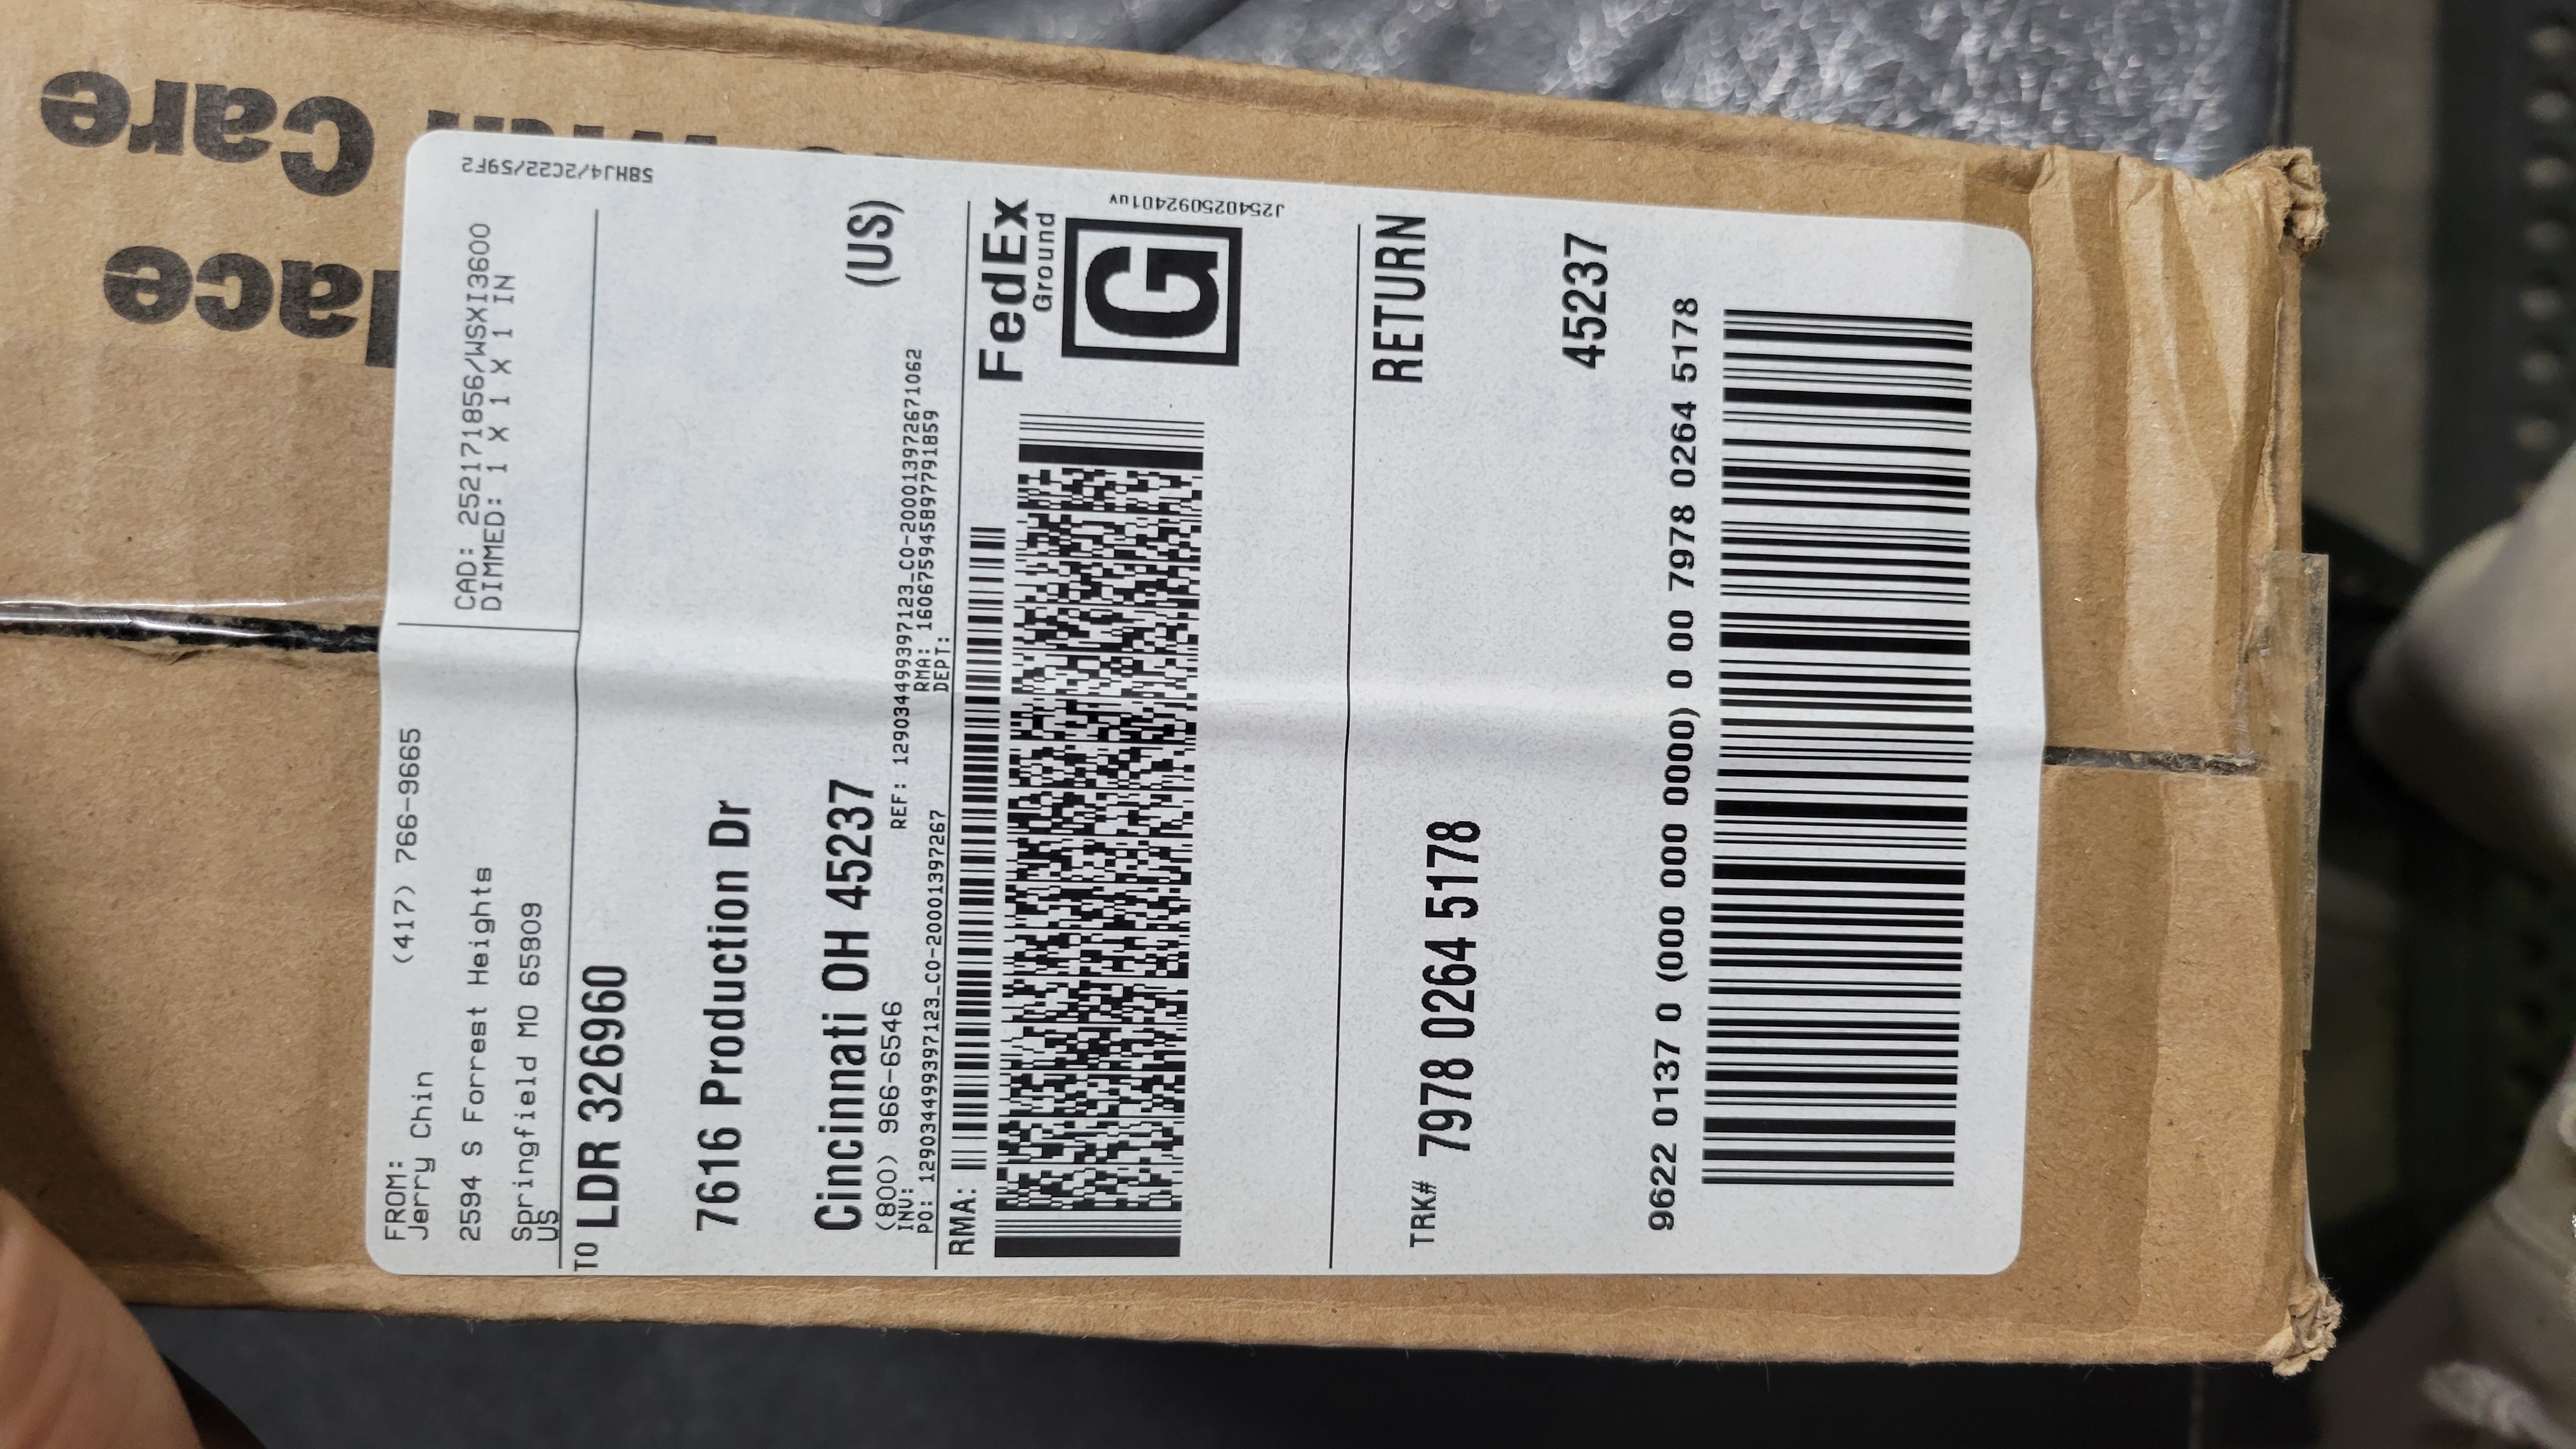 FROM:
Jerry Chin
(417) 766-9665
2594 S Forrest Heights
Springfield MO 65809
US
CAD: 252171856/WSXI3600
DIMMED: 1 X 1 X 1 IN
58HJ4/2C22/59F2
TO LDR 326960
7616 Production Dr
Cincinnati OH 45237
(US)
(800) 966-6546
REF: 129034499397123_CO-200013972671062
INV:
RMA: 160675945897791859
PO: 129034499397123_CO-20001397267
DEPT:
RMA:
FedEx
Ground
G
J254025092401uv
TRK# 7978 0264 5178
RETURN
45237
9622 0137 0 (000 000 0000) 0 00 7978 0264 5178
lace
Care